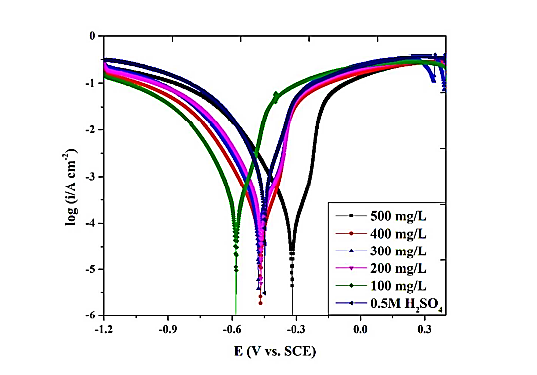 0
-1
-2
-3
-4
-5
-6
log (i/A cm-2)
-1.2 -0.9 -0.6 -0.3 0.0 0.3
E (V vs. SCE)
500 mg/L
400 mg/L
300 mg/L
200 mg/L
100 mg/L
0.5M H2SO4